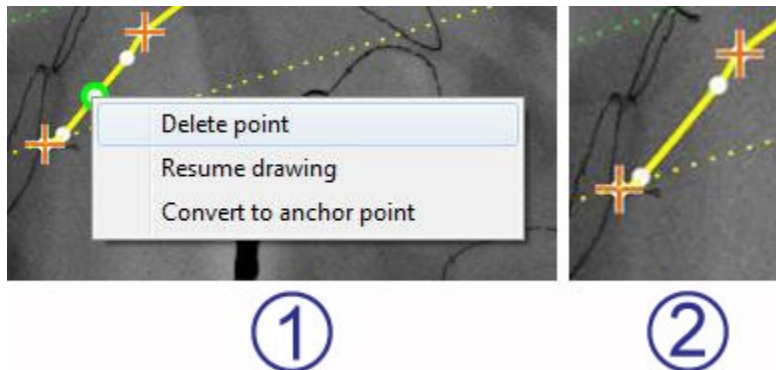 Delete point
Resume drawing
Convert to anchor point
1
2